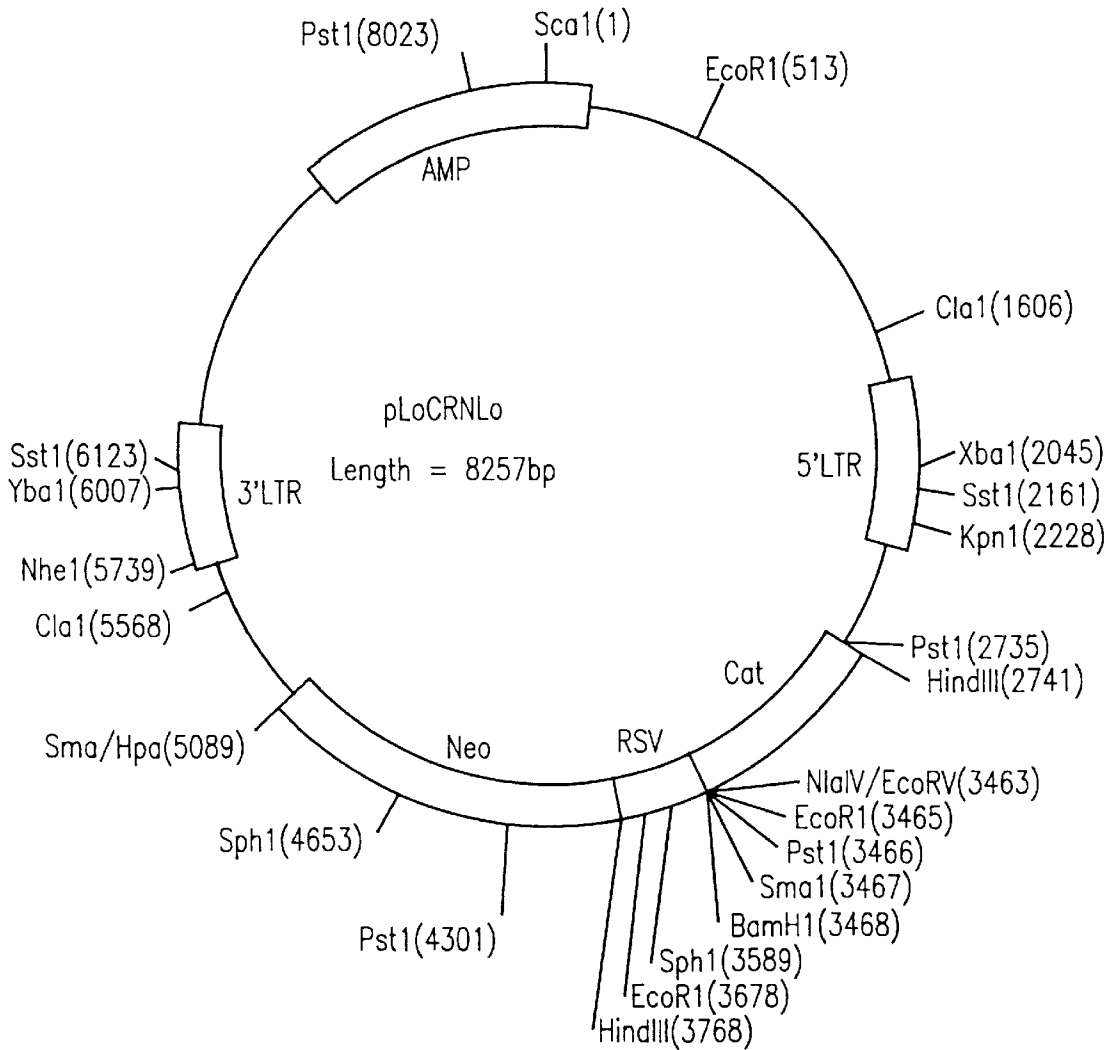 Sca1(1)
Pst1(8023)
EcoR1(513)
AMP
Cla1(1606)
pLoCRNLo
Length = 8257bp
5'LTR
Xba1(2045)
Sst1(2161)
Kpn1(2228)
Sst1(6123)
Yba1(6007)
3'LTR
Nhe1(5739)
Cla1(5568)
Pst1(2735)
HindIII(2741)
Cat
RSV
Neo
Sma/Hpa(5089)
NlaIV/EcoRV(3463)
EcoR1(3465)
Pst1(3466)
Sma1(3467)
BamH1(3468)
Sph1(4653)
Pst1(4301)
Sph1(3589)
EcoR1(3678)
HindIII(3768)